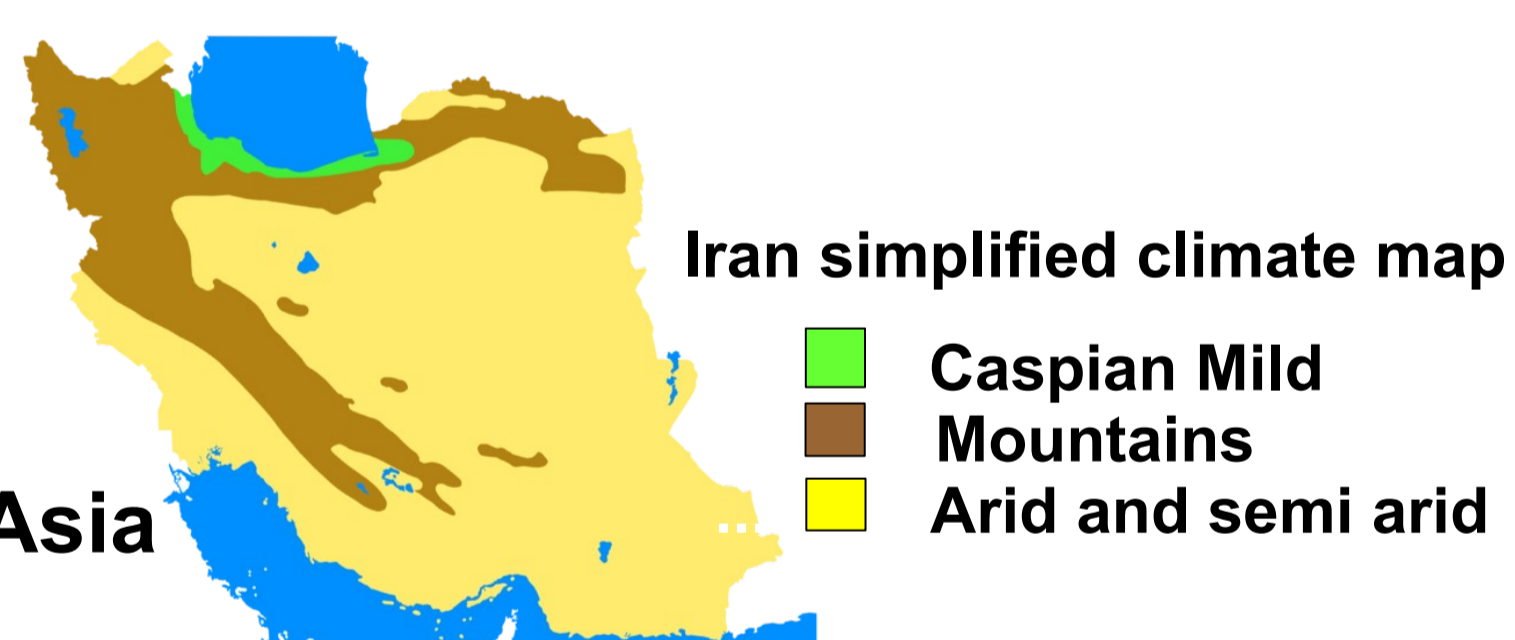 Iran simplified climate map
Caspian Mild
Mountains
Arid and semi arid
Asia
...